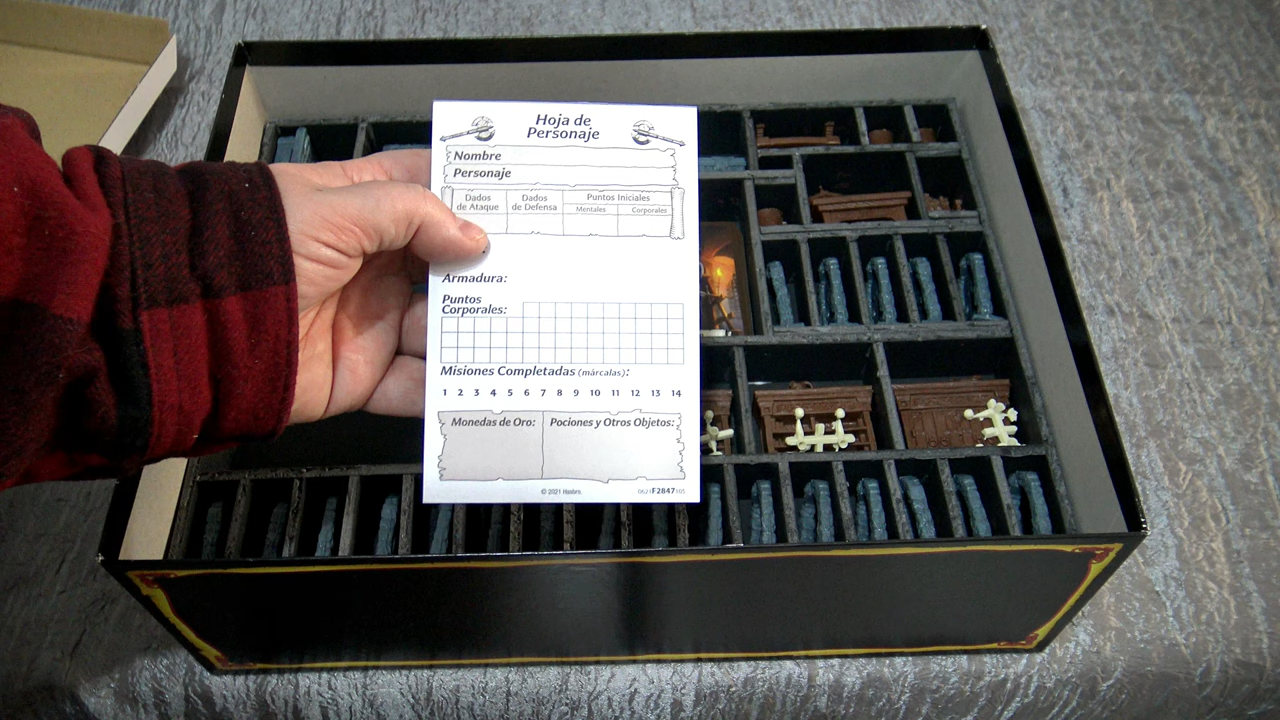 Hoja de
Personaje
Nombre
Personaje
Dados
de Ataque
Dados
de Defensa
Puntos Iniciales
Mentales
Corporales
Armadura:
Puntos
Corporales:
Misiones Completadas (márcalas):
1 2 3 4 5 6 7 8 9 10 11 12 13 14
Monedas de Oro:
Pociones y Otros Objetos:
© 2021 Hasbro.
F2847105